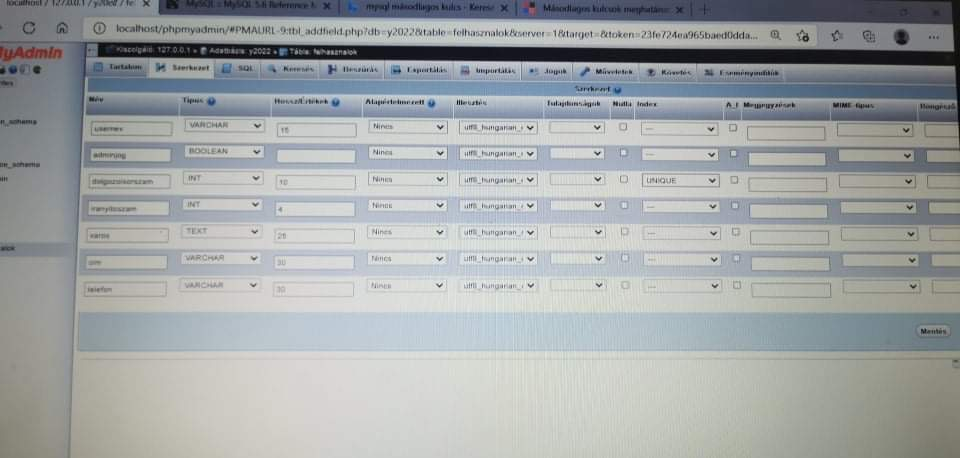 localhost / 127.0.0.1 / y2022 / fe
MySQL :: MySQL 5.6 Reference M
mysql másodlagos kulcs - Keresé
Másodlagos kulcsok meghatáro
localhost/phpmyadmin/#PMAURL-9:tbl_addfield.php?db=y2022&table=felhasznalok&server=1&target=&token=23fe724ea965baed0dda...
MyAdmin
Kiszolgáló: 127.0.0.1 » Adatbázis: y2022 » Tábla: felhasznalok
Tartalom Szerkezet SQL Keresés Beszúrás Exportálás Importálás Jogok Műveletek Követés Eseményindítók
Szerkezet
Név Típus Hossz/Értékek Alapértelmezett Illesztés Tulajdonságok Nulla Index A_I Megjegyzések MIME-típus Böngésző
usernev VARCHAR 15 Nincs utf8_hungarian_c ---
adminjog BOOLEAN Nincs utf8_hungarian_c ---
dolgozoikorszam INT 10 Nincs utf8_hungarian_c UNIQUE
iranyitoszam INT 4 Nincs utf8_hungarian_c ---
varos TEXT 25 Nincs utf8_hungarian_c ---
cim VARCHAR 30 Nincs utf8_hungarian_c ---
telefon VARCHAR 30 Nincs utf8_hungarian_c ---
n_schema
ce_schema
alok
Mentés